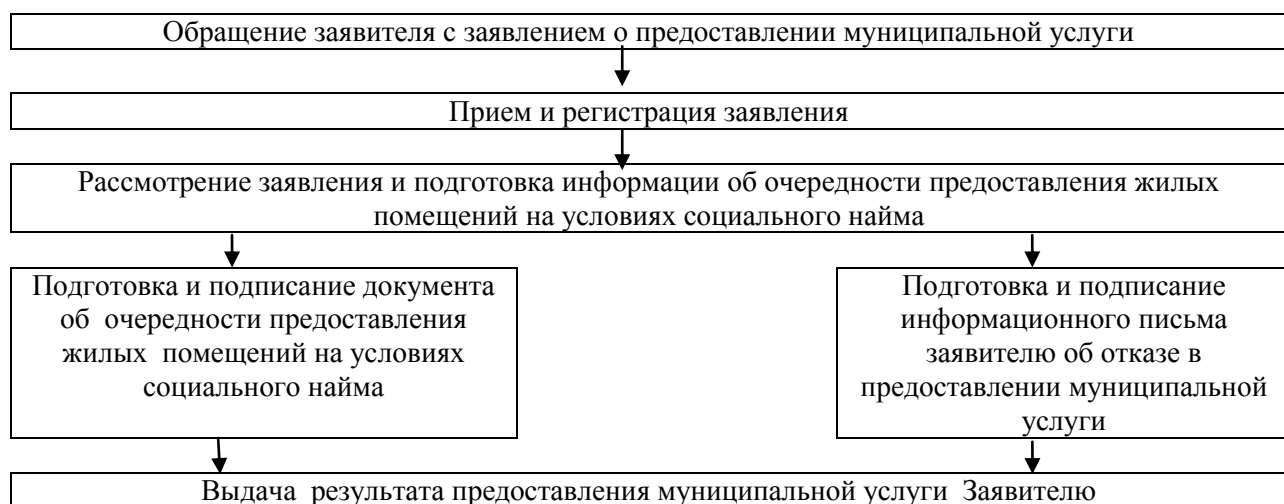 Обращение заявителя с заявлением о предоставлении муниципальной услуги
Прием и регистрация заявления
Рассмотрение заявления и подготовка информации об очередности предоставления жилых
помещений на условиях социального найма
Подготовка и подписание документа
об очередности предоставления
жилых помещений на условиях
социального найма
Подготовка и подписание
информационного письма
заявителю об отказе в
предоставлении муниципальной
услуги
Выдача результата предоставления муниципальной услуги Заявителю